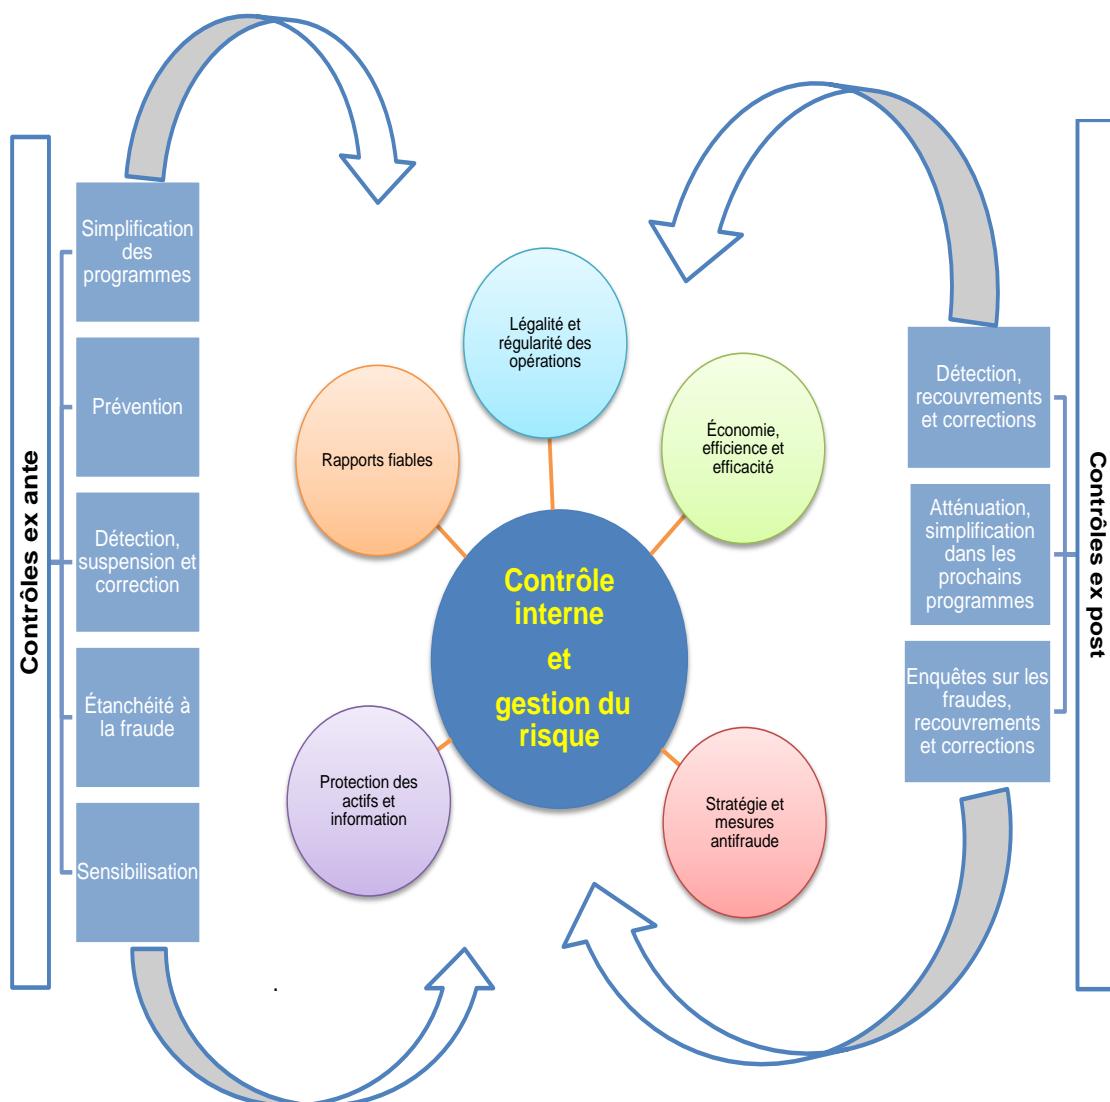 Contrôles ex ante
Simplification
des
programmes
Prévention
Détection,
suspension et
correction
Étanchéité à
la fraude
Sensibilisation
Légalité et
régularité des
opérations
Rapports fiables
Économie,
efficience et
efficacité
Contrôle
interne
et
gestion du
risque
Protection des
actifs et
information
Stratégie et
mesures
antifraude
Détection,
recouvrements
et corrections
Atténuation,
simplification
dans les
prochains
programmes
Enquêtes sur les
fraudes,
recouvrements
et corrections
Contrôles ex post
.